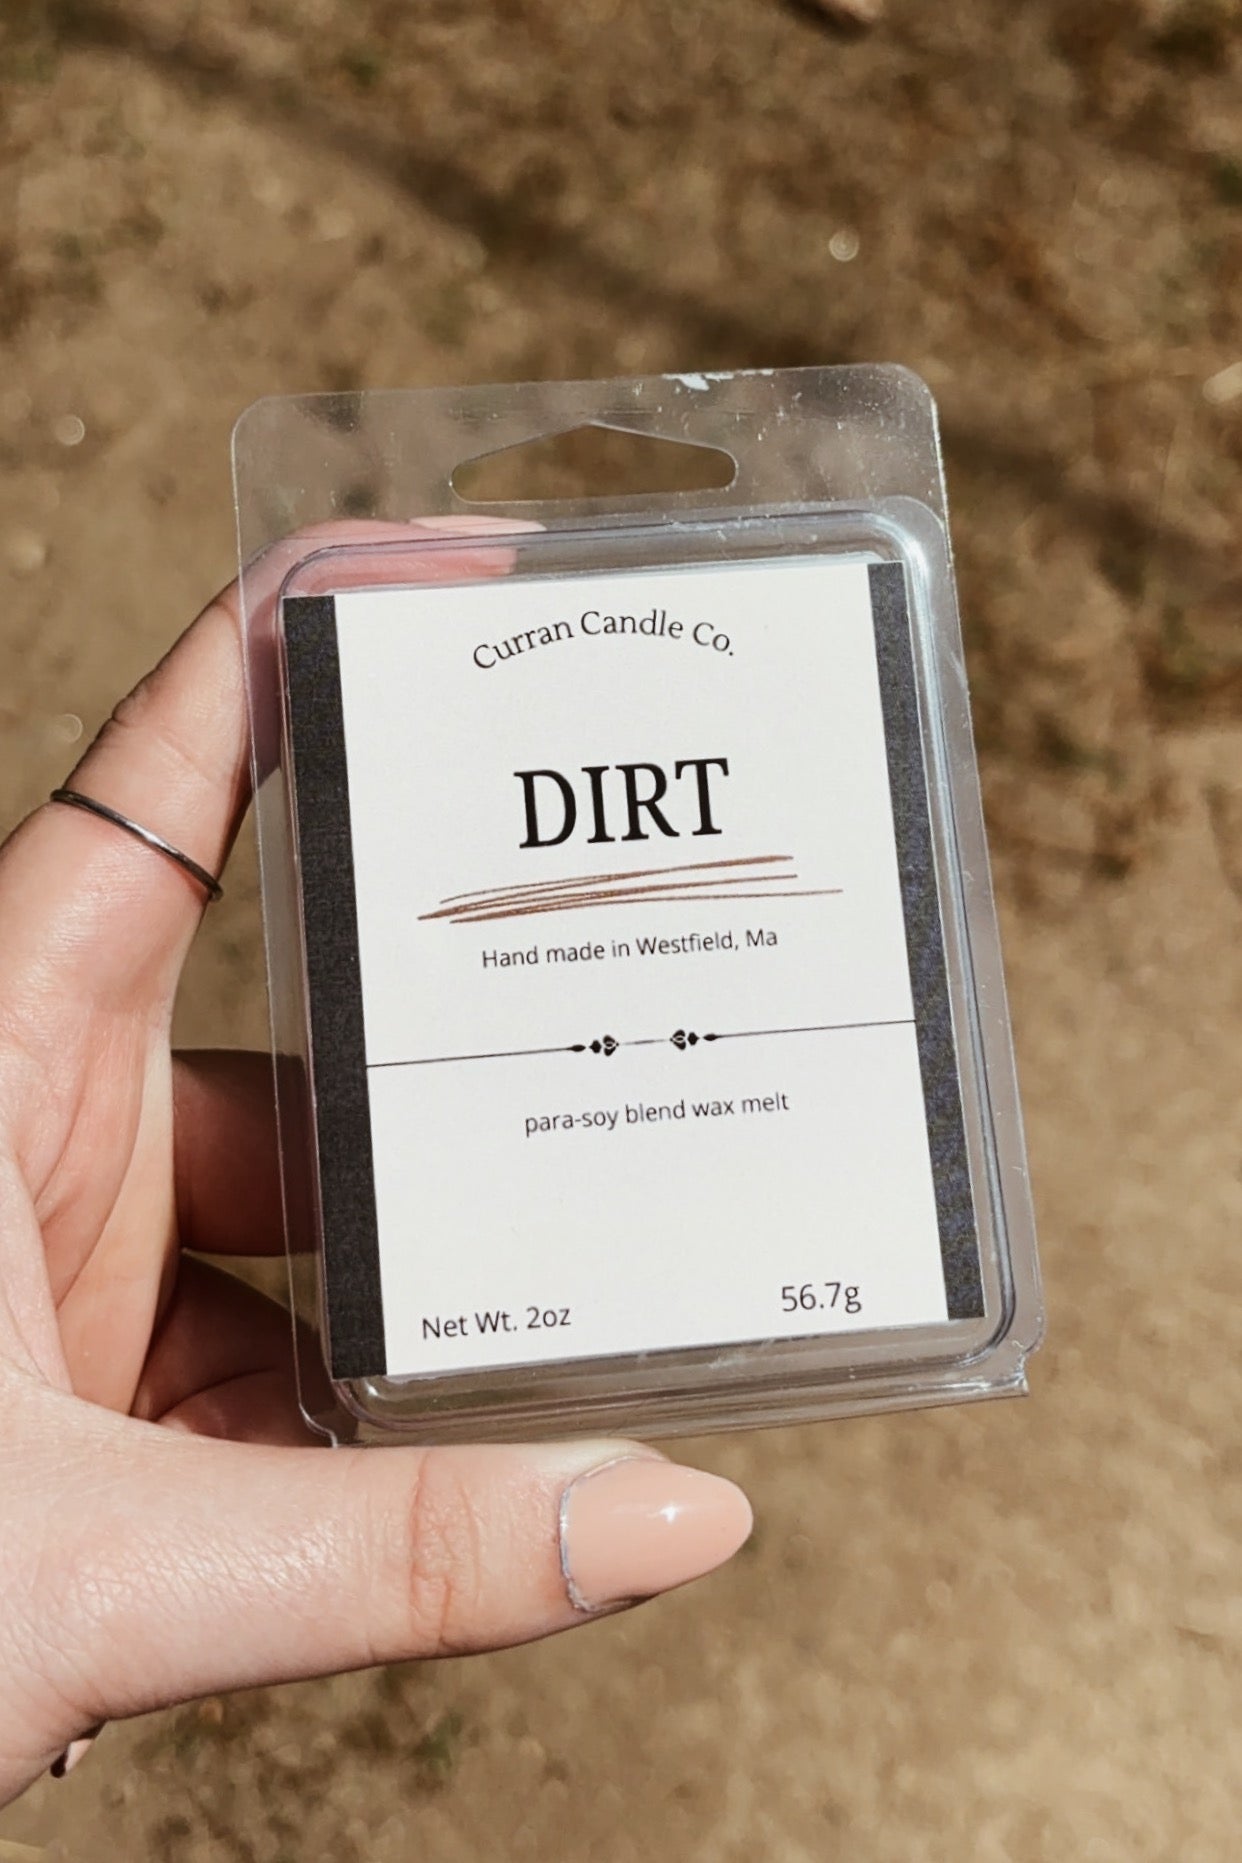 Curran Candle Co.
DIRT
Hand made in Westfield, Ma
para-soy blend wax melt
Net Wt. 2oz
56.7g